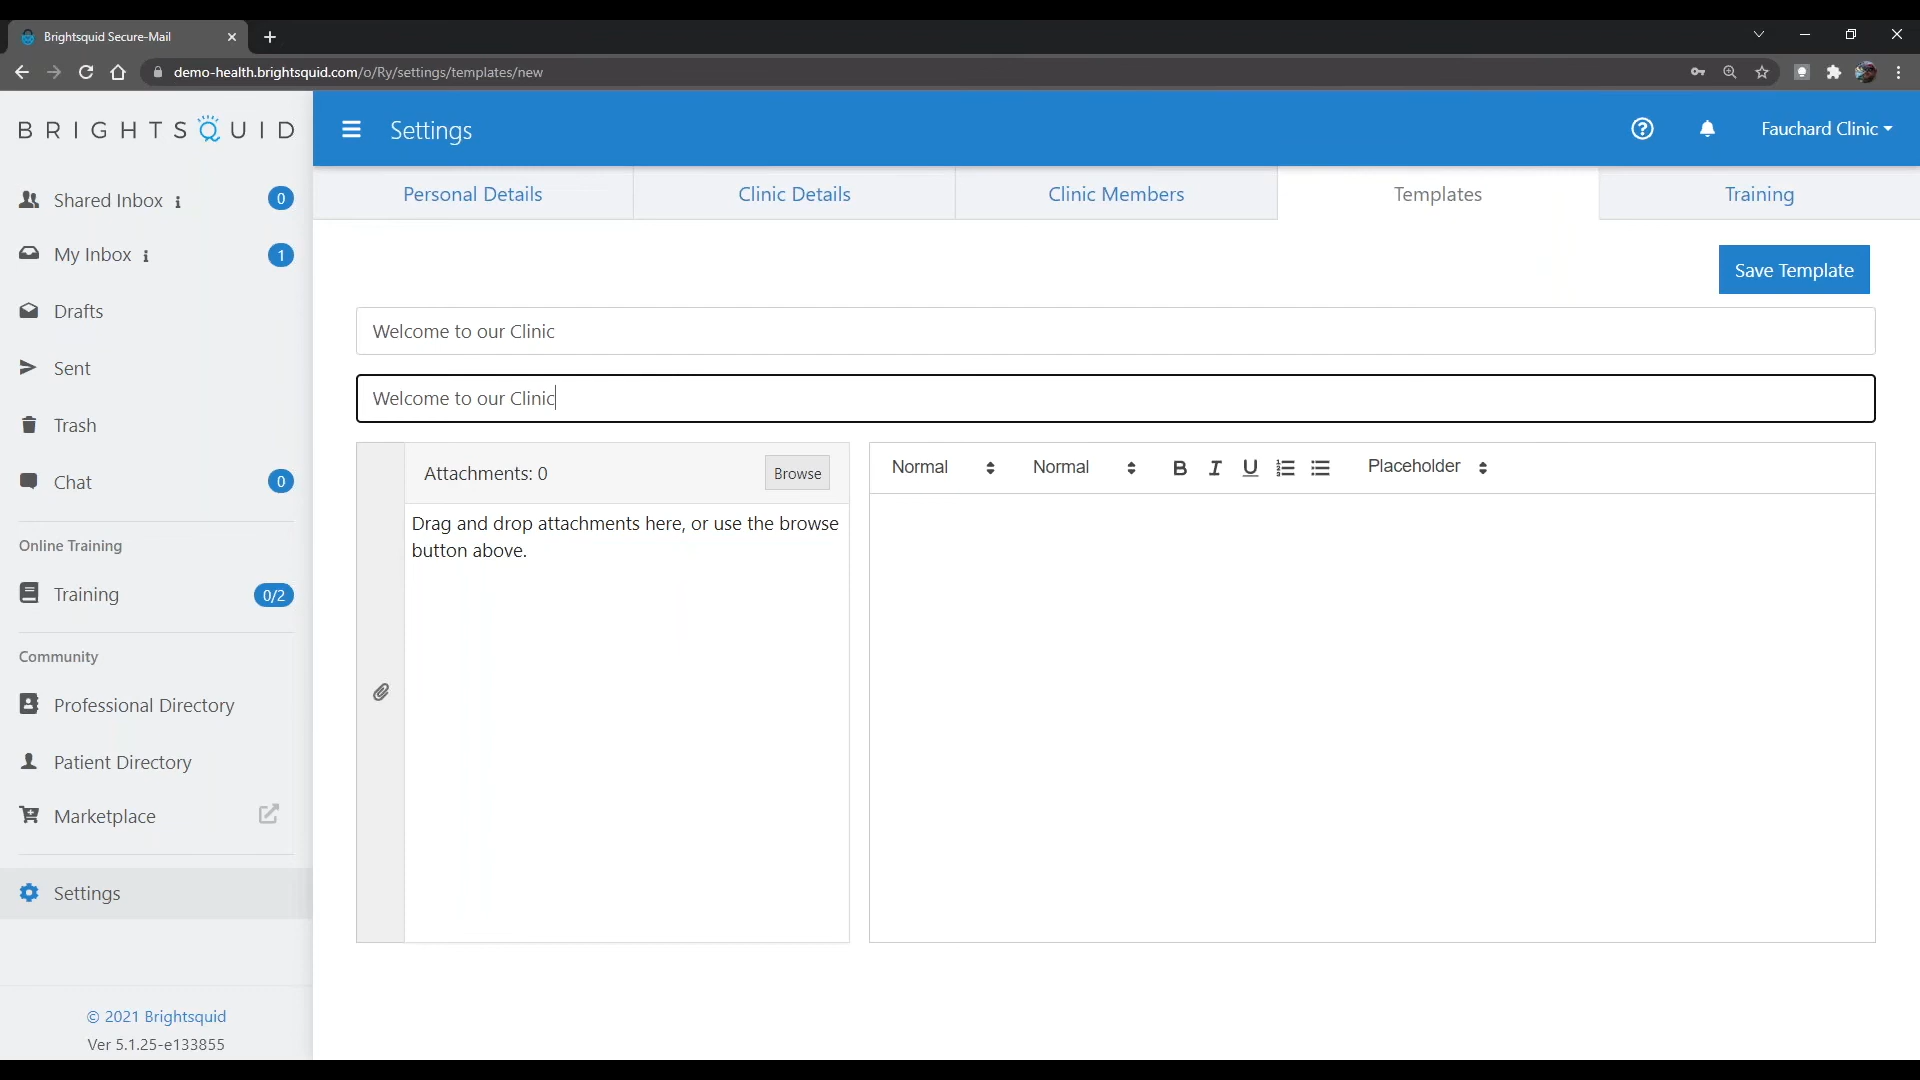 Brightsquid Secure-Mail
demo-health.brightsquid.com/o/Ry/settings/templates/new
BRIGHTSQUID
Settings
Fauchard Clinic
Shared Inbox
0
My Inbox
1
Drafts
Sent
Trash
Chat
0
Online Training
Training
0/2
Community
Professional Directory
Patient Directory
Marketplace
Settings
© 2021 Brightsquid
Ver 5.1.25-e133855
Personal Details
Clinic Details
Clinic Members
Templates
Training
Save Template
Welcome to our Clinic
Welcome to our Clinic
Attachments: 0
Browse
Drag and drop attachments here, or use the browse
button above.
Normal
Normal
B
I
U
Placeholder